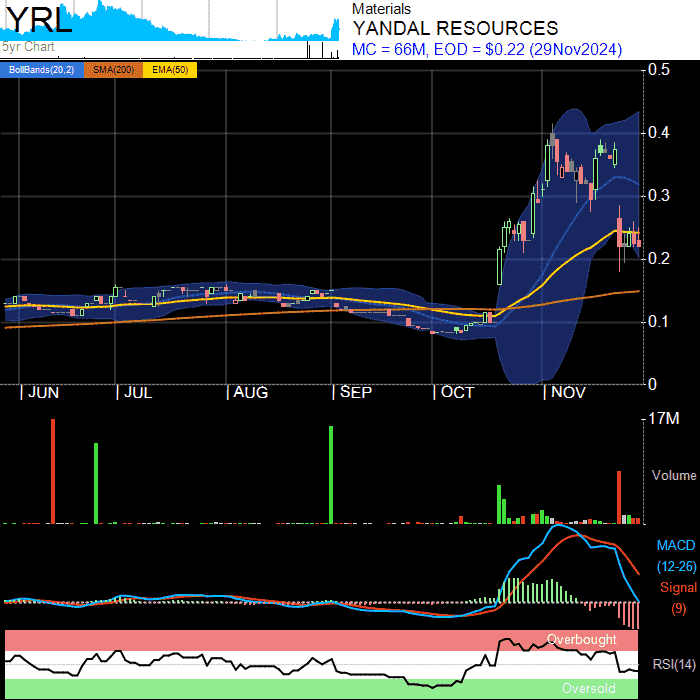 YRL
5yr Chart
Materials
YANDAL RESOURCES
MC = 66M, EOD = $0.22 (29Nov2024)
BollBands(20,2) SMA(200) EMA(50)
0.5
0.4
0.3
0.2
0.1
0
JUN JUL AUG SEP OCT NOV
17M
Volume
MACD
(12-26)
Signal
(9)
Overbought
RSI(14)
Oversold